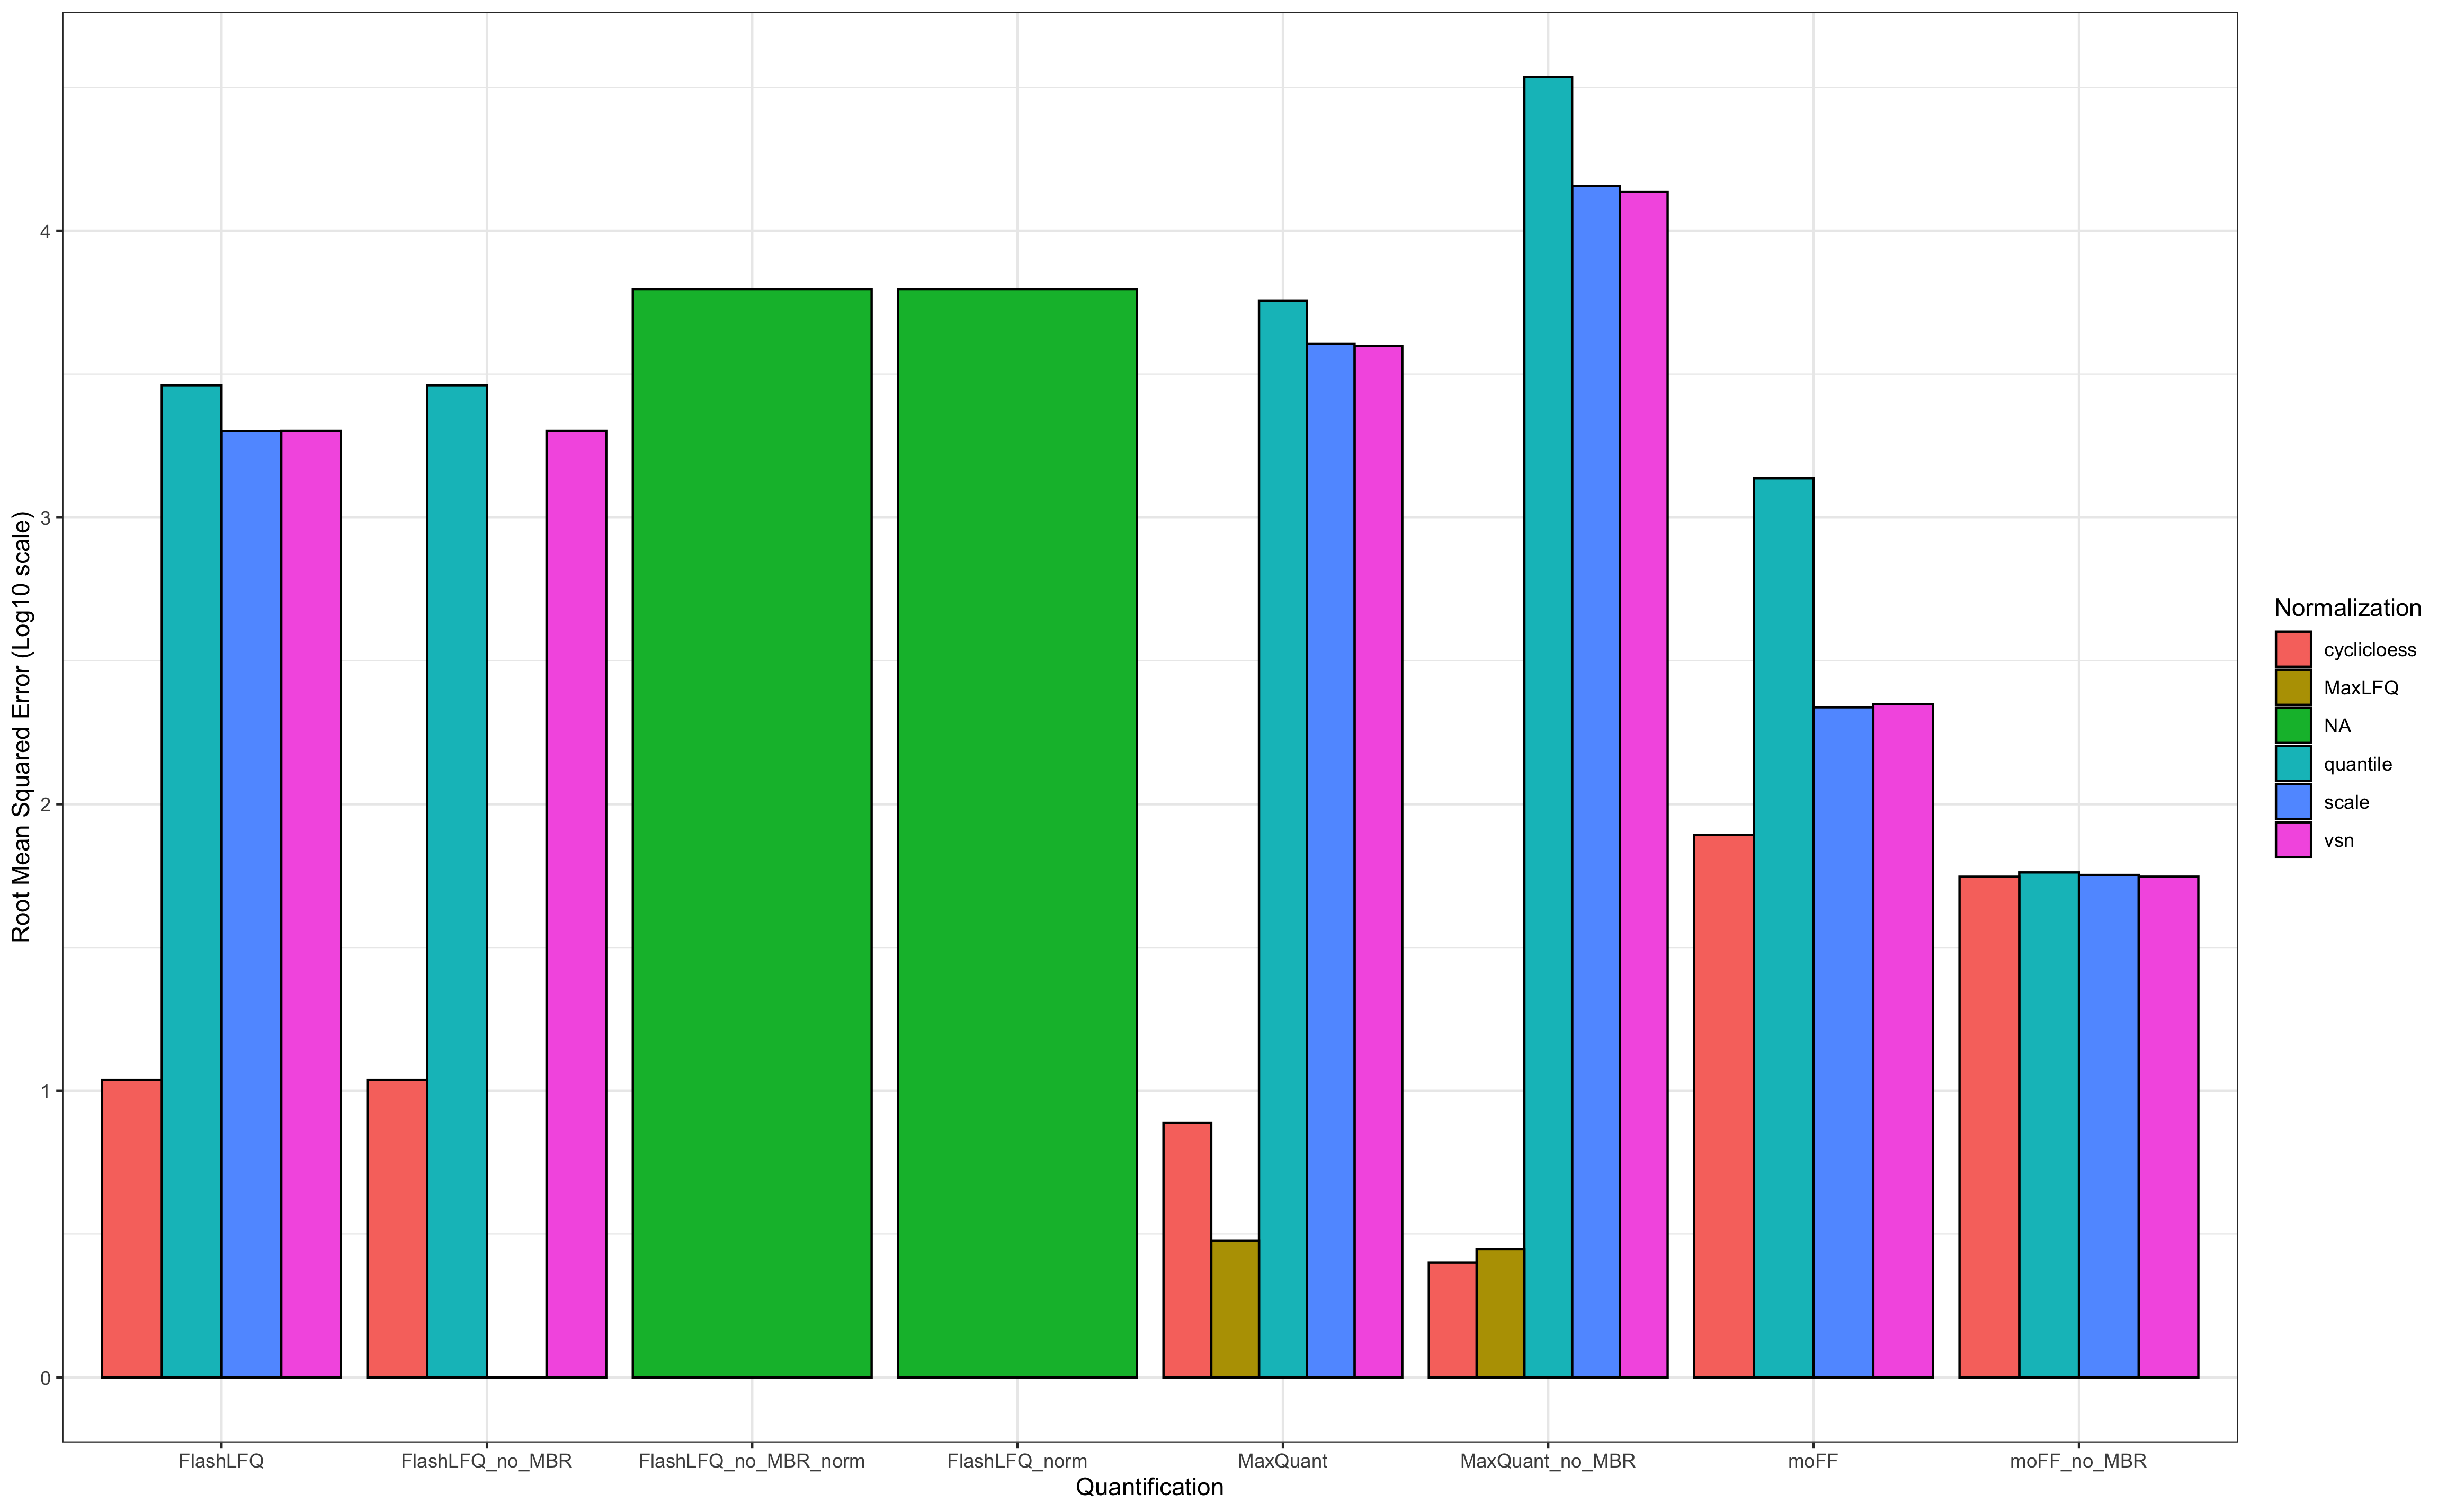 Root Mean Squared Error (Log10 scale)
4
3
2
1
0
FlashLFQ
FlashLFQ_no_MBR
FlashLFQ_no_MBR_norm
FlashLFQ_norm
MaxQuant
MaxQuant_no_MBR
moFF
moFF_no_MBR
Quantification
Normalization
cyclicloess
MaxLFQ
NA
quantile
scale
vsn